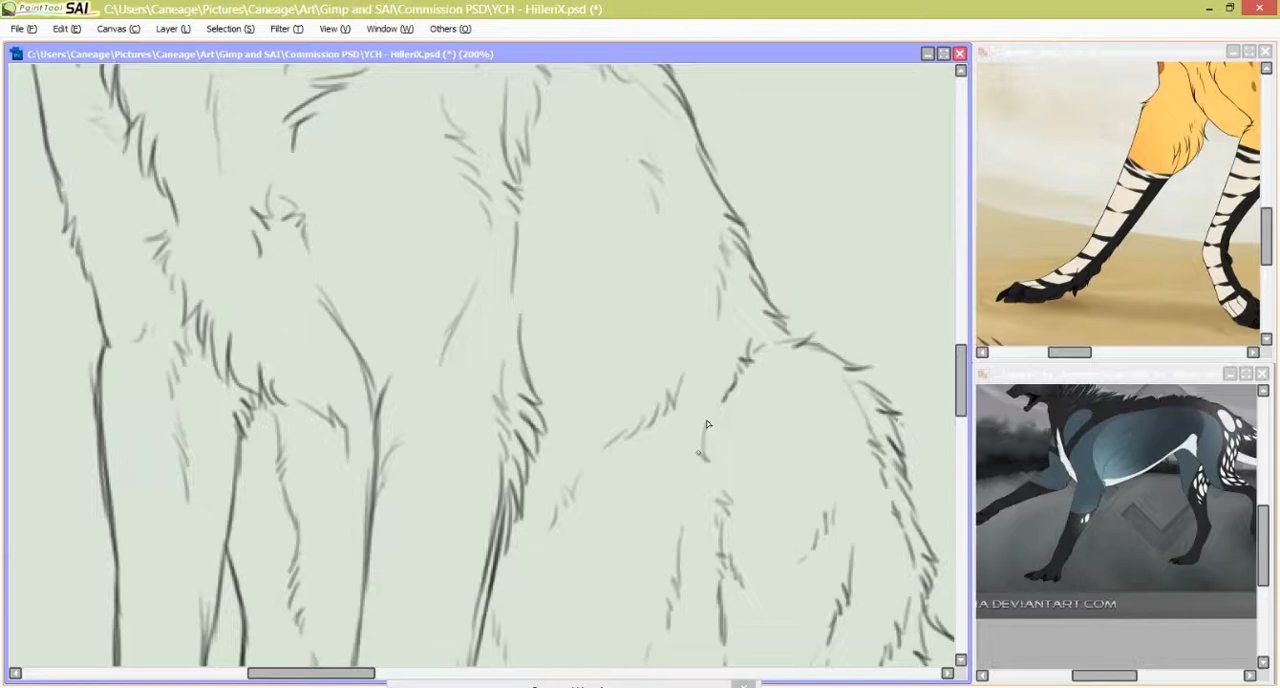 PaintTool SAI C:\Users\Caneage\Pictures\Caneage\Art\Gimp and SAI\Commission PSD\YCH - HilleriX.psd (*)
File (F) Edit (E) Canvas (C) Layer (L) Selection (S) Filter (T) View (V) Window (W) Others (O)
C:\Users\Caneage\Pictures\Caneage\Art\Gimp and SAI\Commission PSD\YCH - HilleriX.psd (*) (200%)
A.DEVIANTART.COM